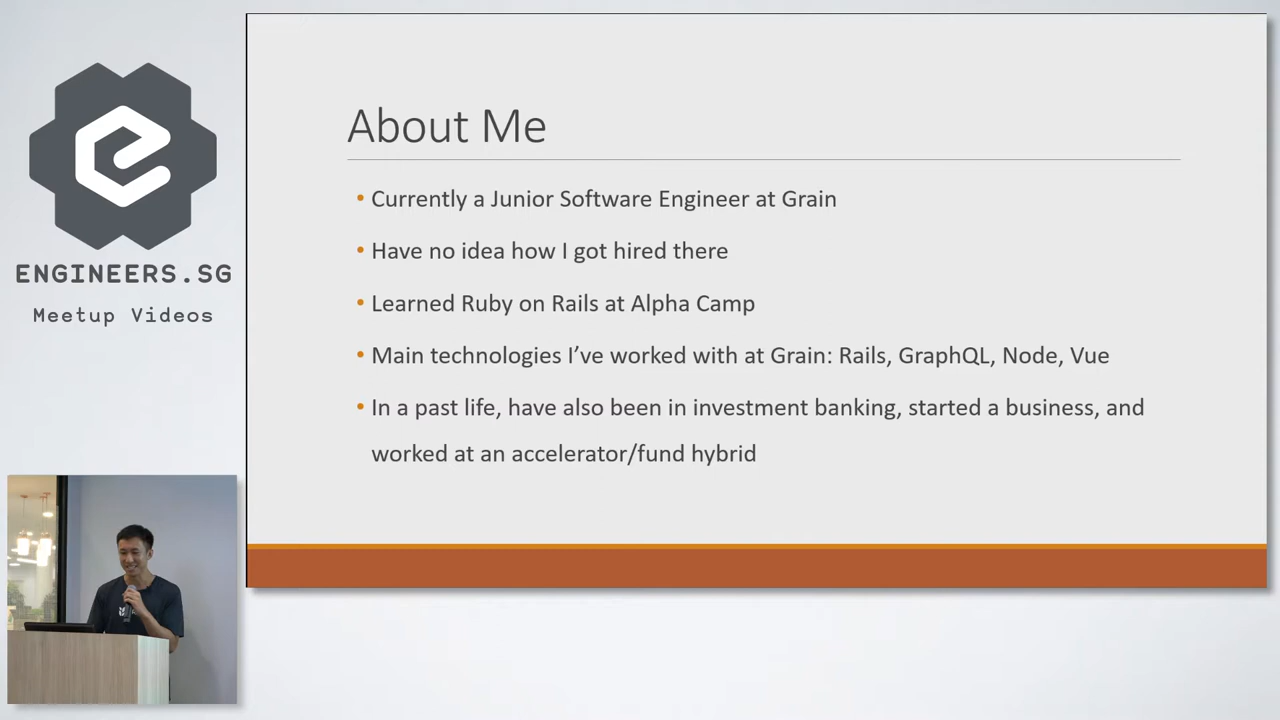 ENGINEERS.SG
Meetup Videos
About Me
• Currently a Junior Software Engineer at Grain
• Have no idea how I got hired there
• Learned Ruby on Rails at Alpha Camp
• Main technologies I’ve worked with at Grain: Rails, GraphQL, Node, Vue
• In a past life, have also been in investment banking, started a business, and
worked at an accelerator/fund hybrid